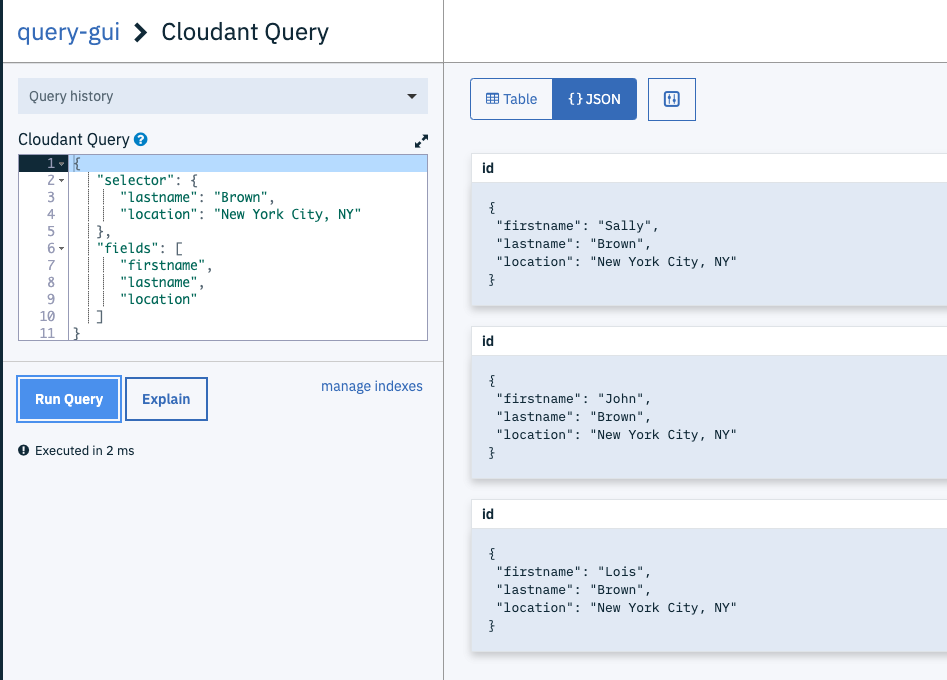 query-gui Cloudant Query
Query history
Cloudant Query ?
1 {
2 "selector": {
3 "lastname": "Brown",
4 "location": "New York City, NY"
5 },
6 "fields": [
7 "firstname",
8 "lastname",
9 "location"
10 ]
11 }
Run Query Explain manage indexes
Executed in 2 ms
Table {} JSON
id
{
"firstname": "Sally",
"lastname": "Brown",
"location": "New York City, NY"
}
id
{
"firstname": "John",
"lastname": "Brown",
"location": "New York City, NY"
}
id
{
"firstname": "Lois",
"lastname": "Brown",
"location": "New York City, NY"
}